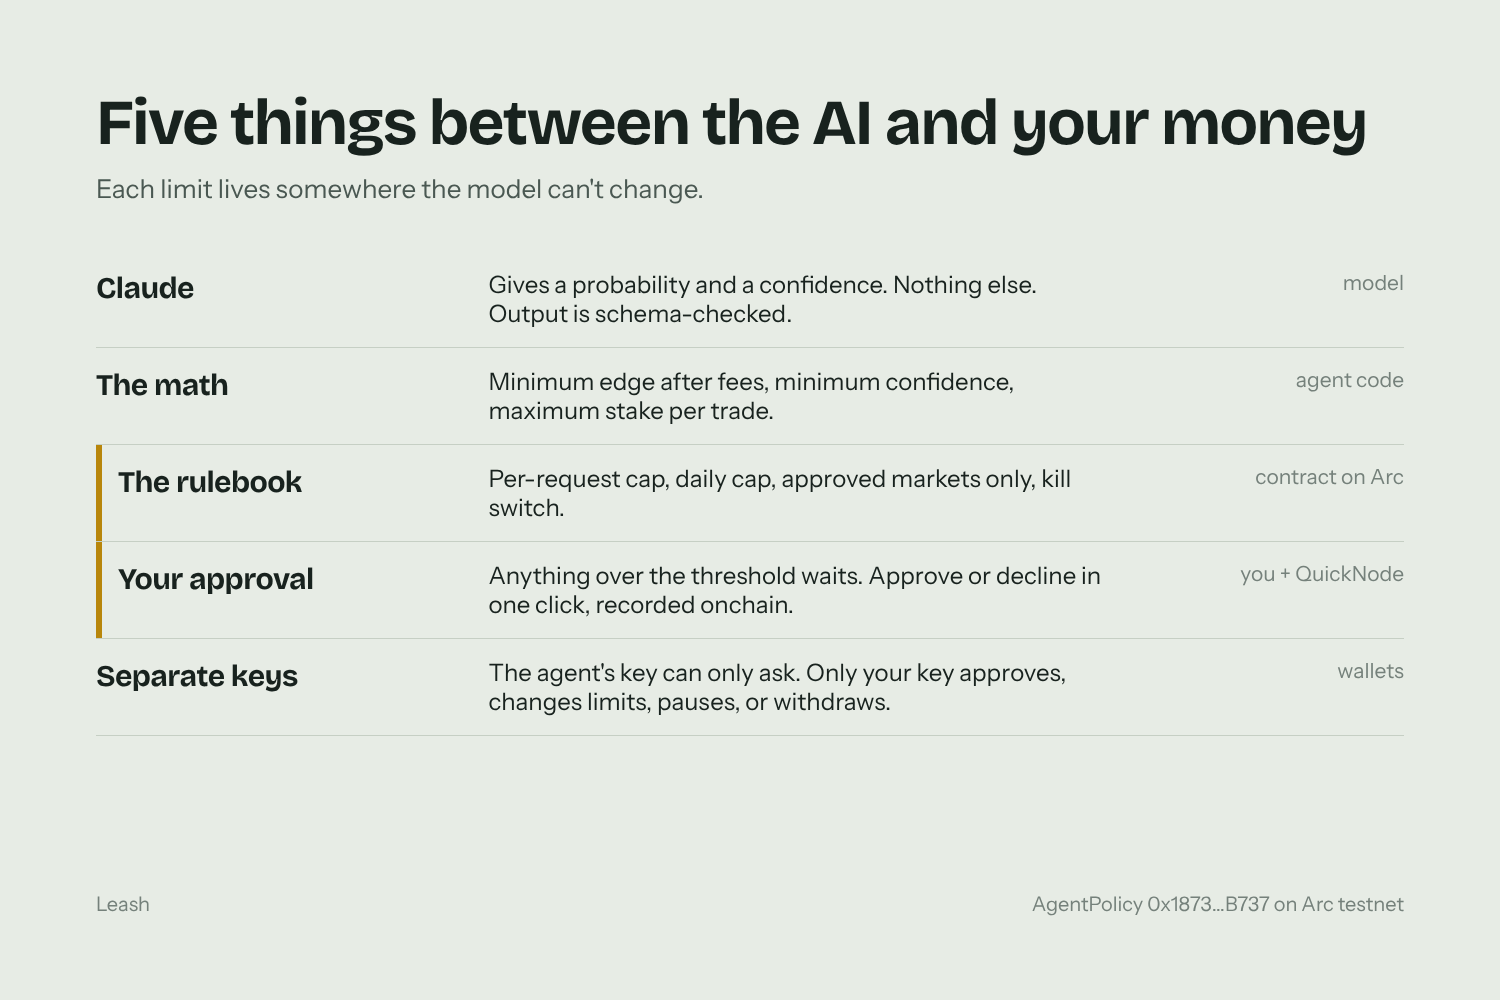 Five things between the AI and your money
Each limit lives somewhere the model can't change.
Claude
Gives a probability and a confidence. Nothing else.
Output is schema-checked.
model
The math
Minimum edge after fees, minimum confidence,
maximum stake per trade.
agent code
The rulebook
Per-request cap, daily cap, approved markets only, kill
switch.
contract on Arc
Your approval
Anything over the threshold waits. Approve or decline in
one click, recorded onchain.
you + QuickNode
Separate keys
The agent's key can only ask. Only your key approves,
changes limits, pauses, or withdraws.
wallets
Leash
AgentPolicy 0x1873…B737 on Arc testnet